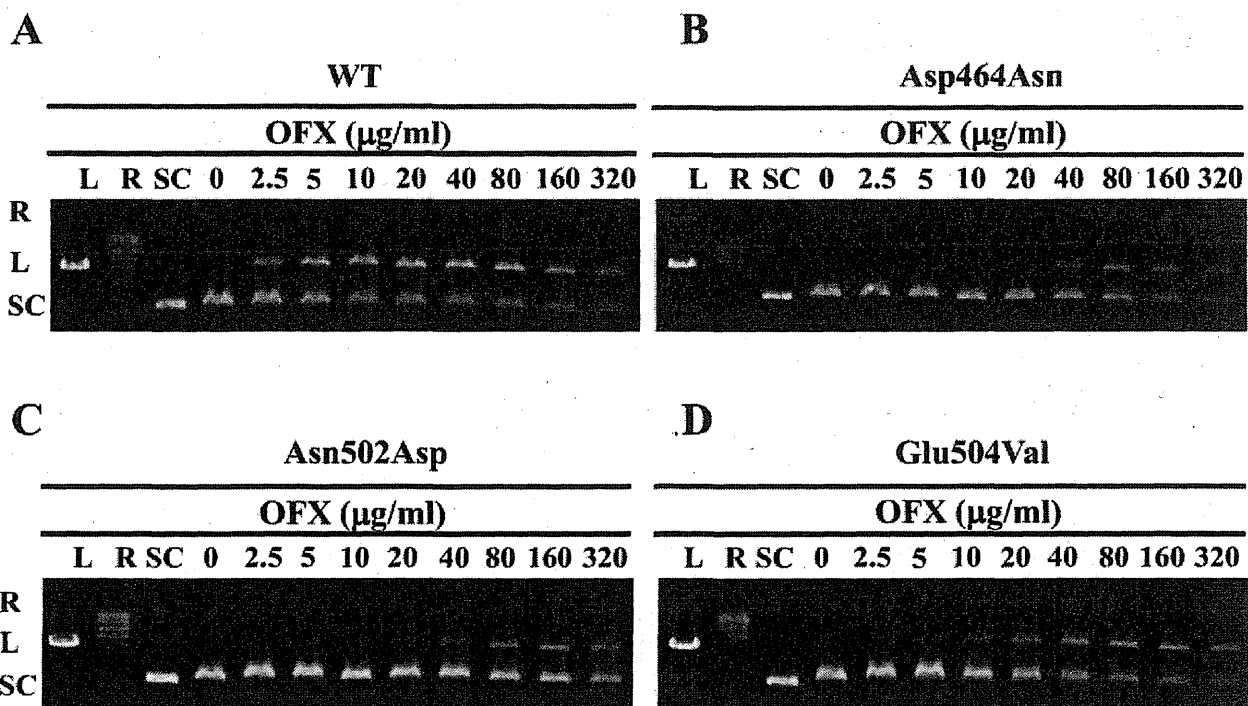 A
WT
OFX (μg/ml)
L R SC 0 2.5 5 10 20 40 80 160 320
R
L
SC
B
Asp464Asn
OFX (μg/ml)
L R SC 0 2.5 5 10 20 40 80 160 320
C
Asn502Asp
OFX (μg/ml)
L R SC 0 2.5 5 10 20 40 80 160 320
R
L
SC
D
Glu504Val
OFX (μg/ml)
L R SC 0 2.5 5 10 20 40 80 160 320